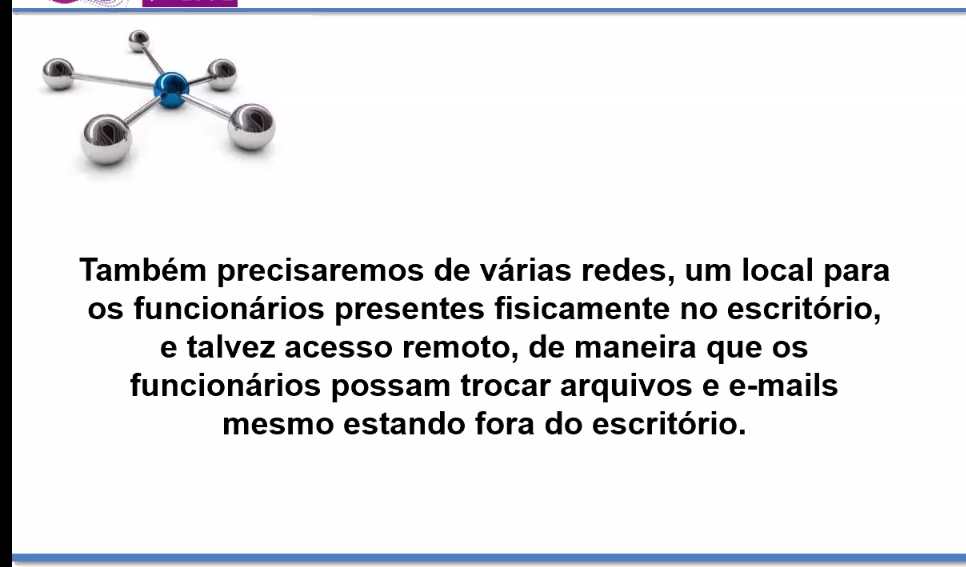 Também precisaremos de várias redes, um local para
os funcionários presentes fisicamente no escritório,
e talvez acesso remoto, de maneira que os
funcionários possam trocar arquivos e e-mails
mesmo estando fora do escritório.